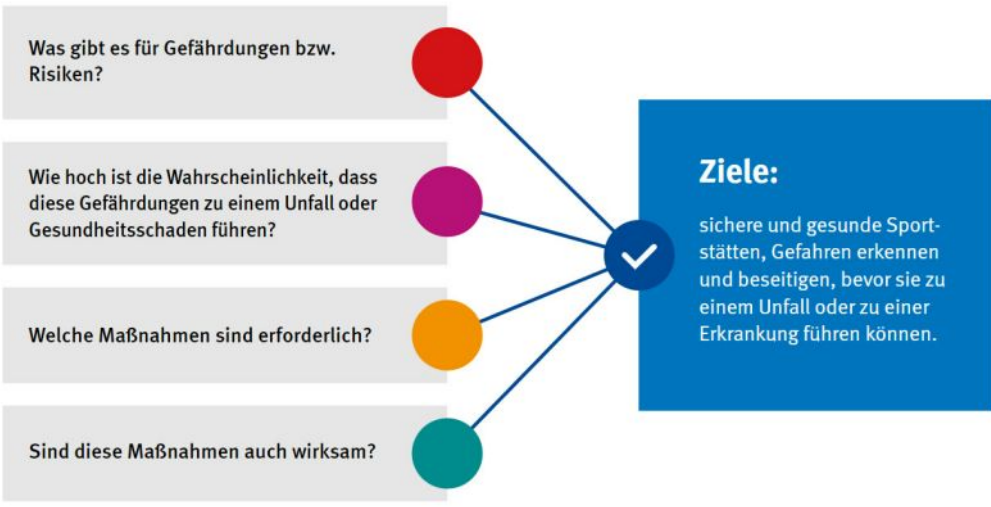 Was gibt es für Gefährdungen bzw.
Risiken?
Wie hoch ist die Wahrscheinlichkeit, dass
diese Gefährdungen zu einem Unfall oder
Gesundheitsschaden führen?
Welche Maßnahmen sind erforderlich?
Sind diese Maßnahmen auch wirksam?
Ziele:
sichere und gesunde Sport-
stätten, Gefahren erkennen
und beseitigen, bevor sie zu
einem Unfall oder zu einer
Erkrankung führen können.